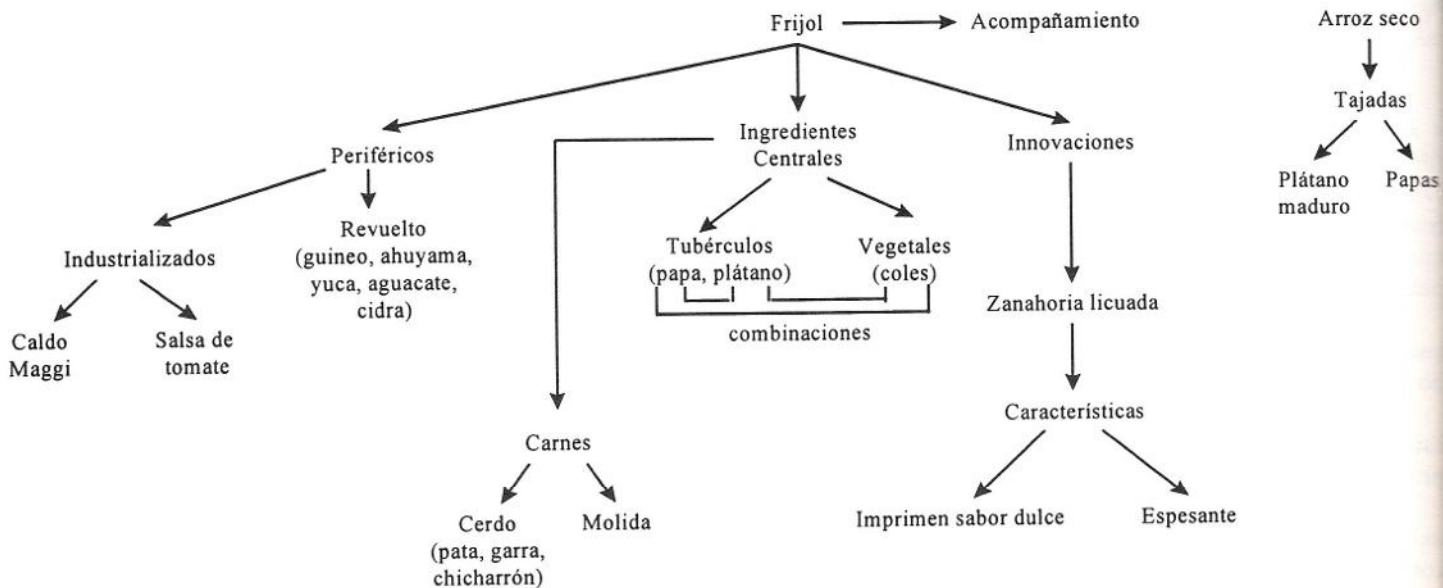 Frijol
Acompañamiento
Arroz seco
Tajadas
Plátano
maduro
Papas
Periféricos
Ingredientes
Centrales
Innovaciones
Industrializados
Revuelto
(guineo, ahuyama,
yuca, aguacate,
cidra)
Tubérculos
(papa, plátano)
Vegetales
(coles)
combinaciones
Zanahoria licuada
Caldo
Maggi
Salsa de
tomate
Carnes
Características
Cerdo
(pata, garra,
chicharrón)
Molida
Imprimen sabor dulce
Espesante